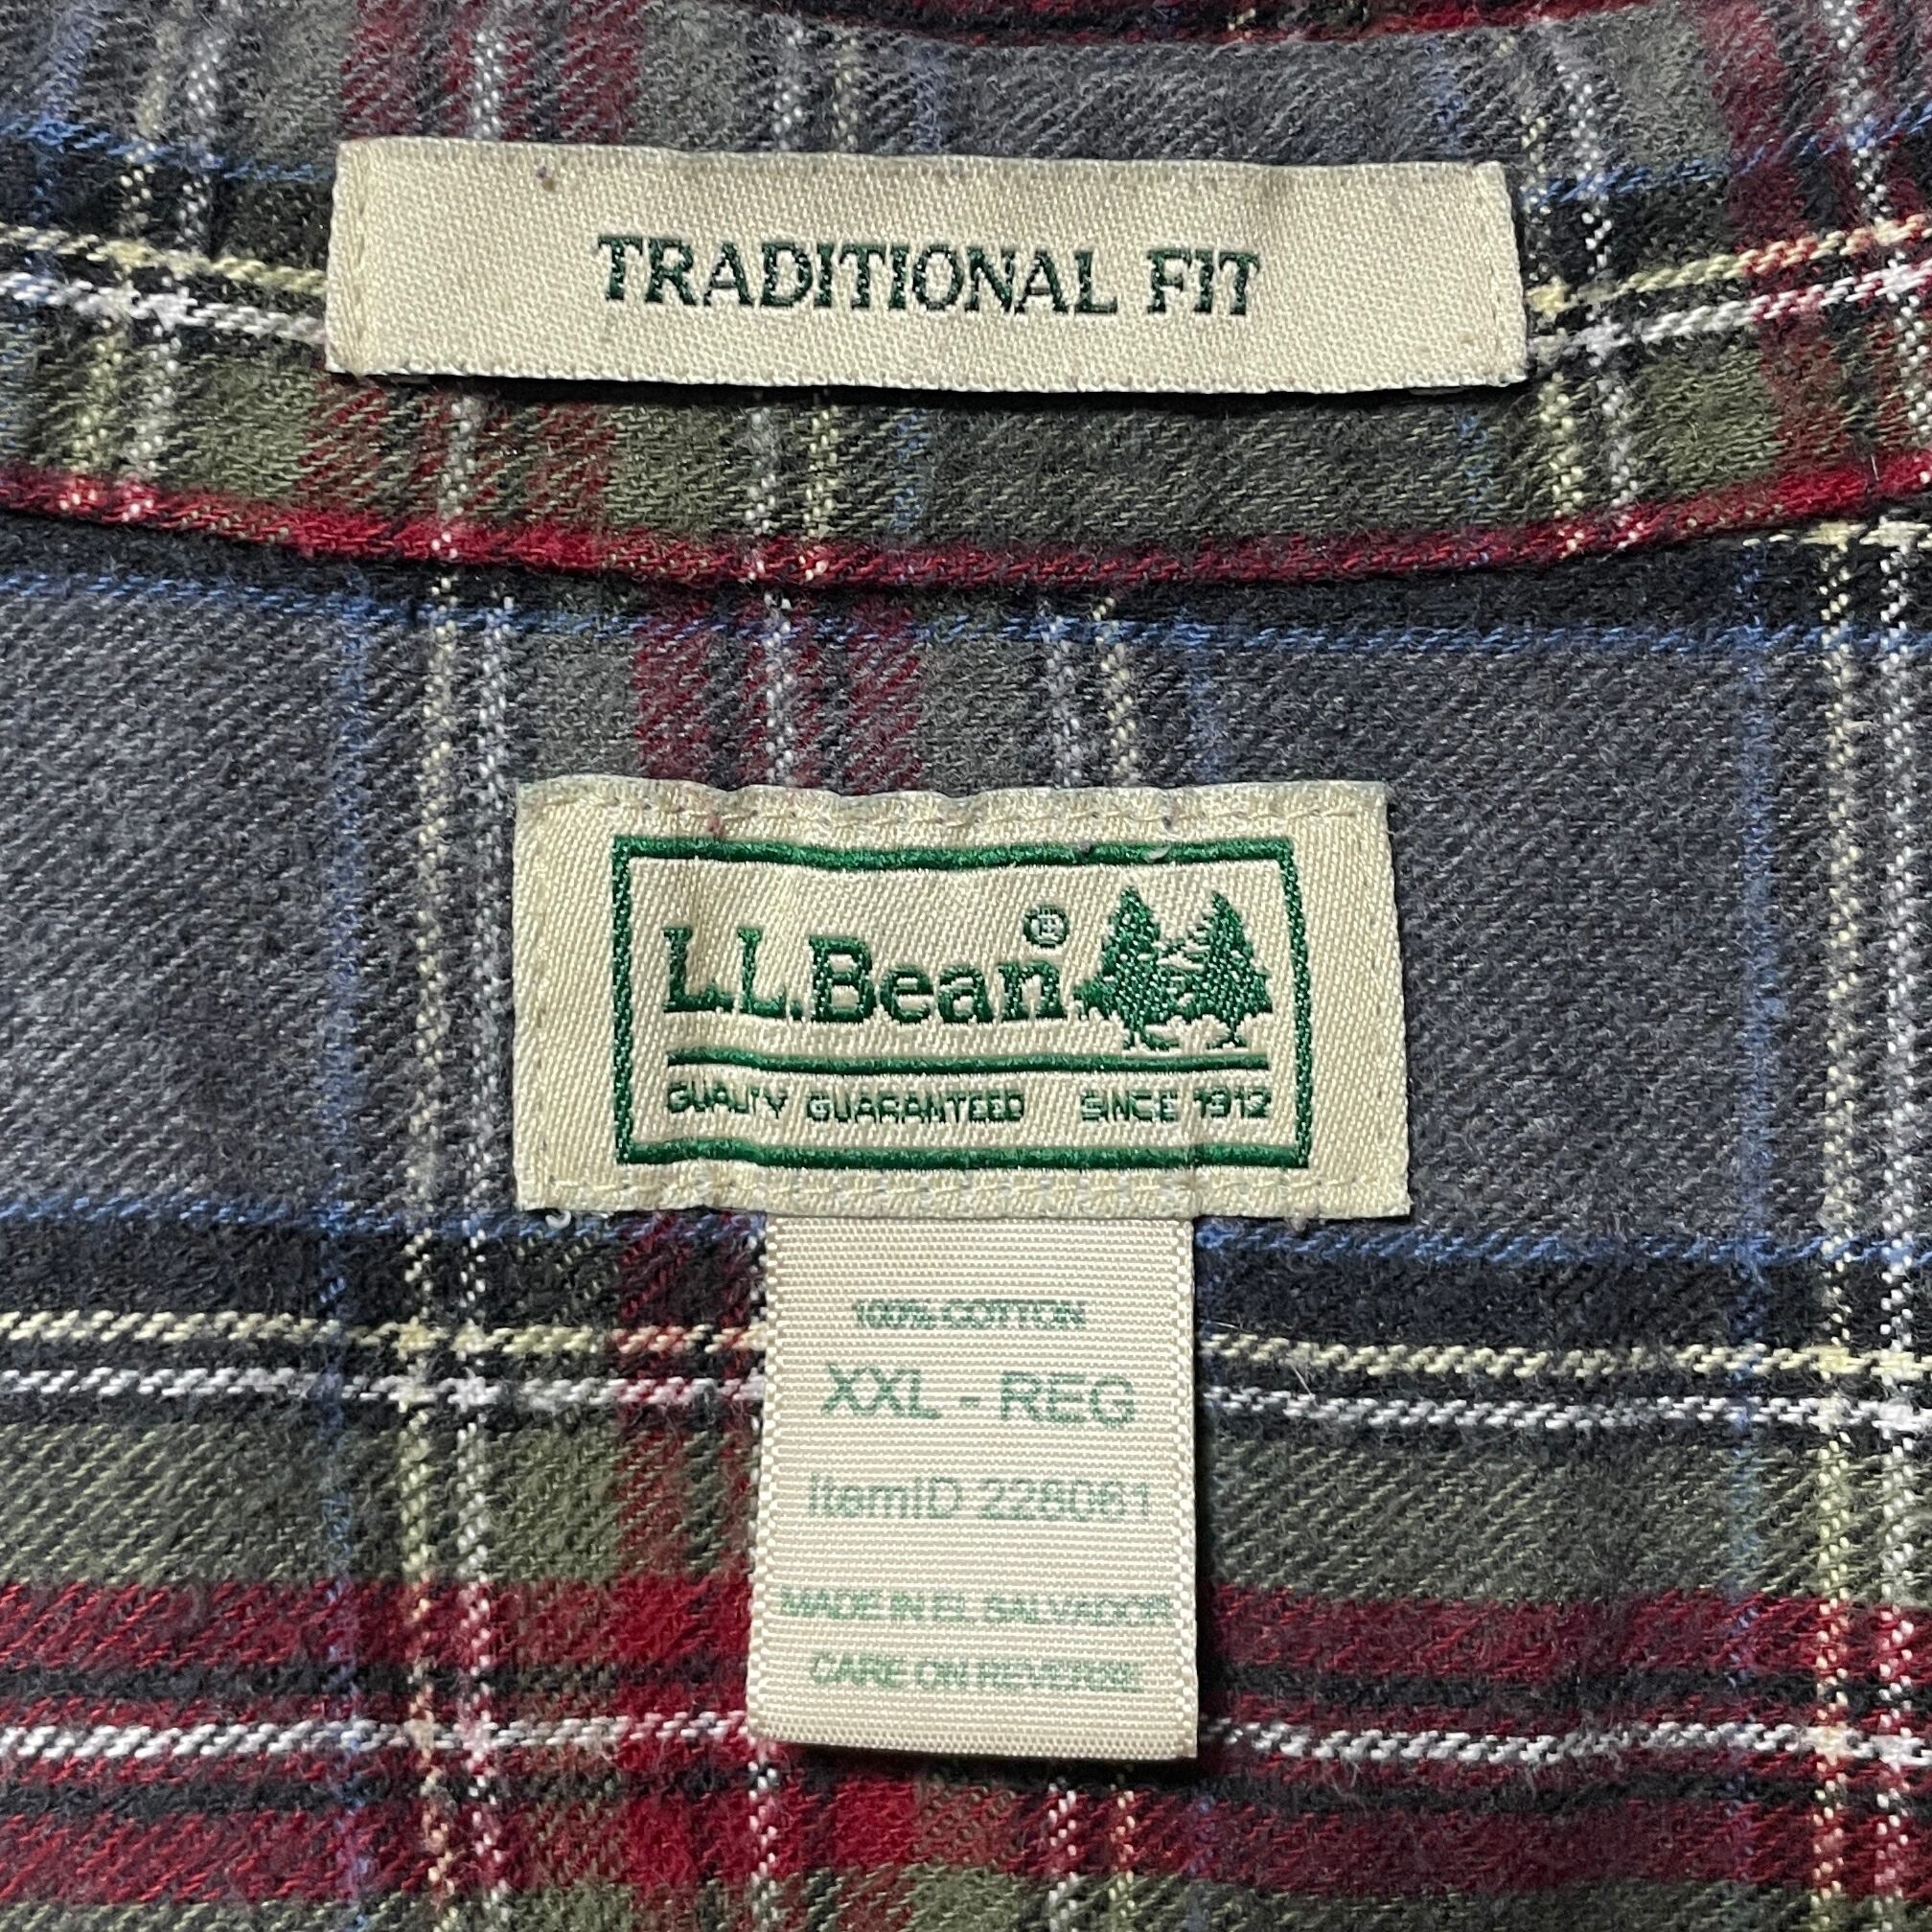 TRADITIONAL FIT
L.L.Bean®
QUALITY GUARANTEED SINCE 1912
100% COTTON
XXL - REG
ItemID 228061
MADE IN EL SALVADOR
CARE ON REVERSE